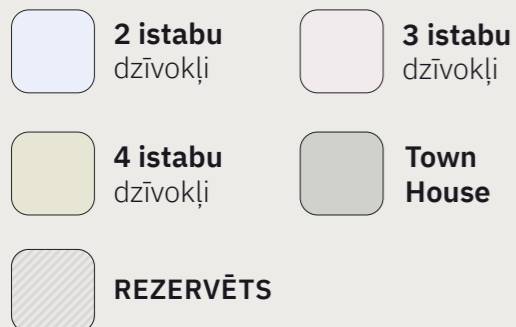 2 istabu
dzīvokļi
3 istabu
dzīvokļi
4 istabu
dzīvokļi
Town
House
REZERVĒTS